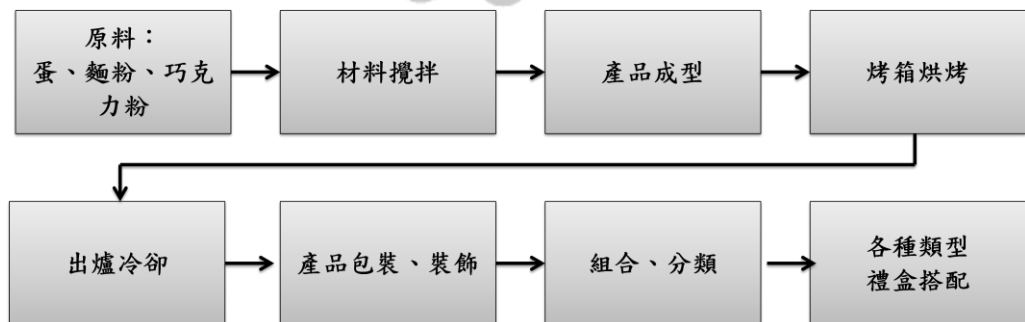 原料：
蛋、麵粉、巧克
力粉
材料攪拌
產品成型
烤箱烘烤
出爐冷卻
產品包裝、裝飾
組合、分類
各種類型
禮盒搭配